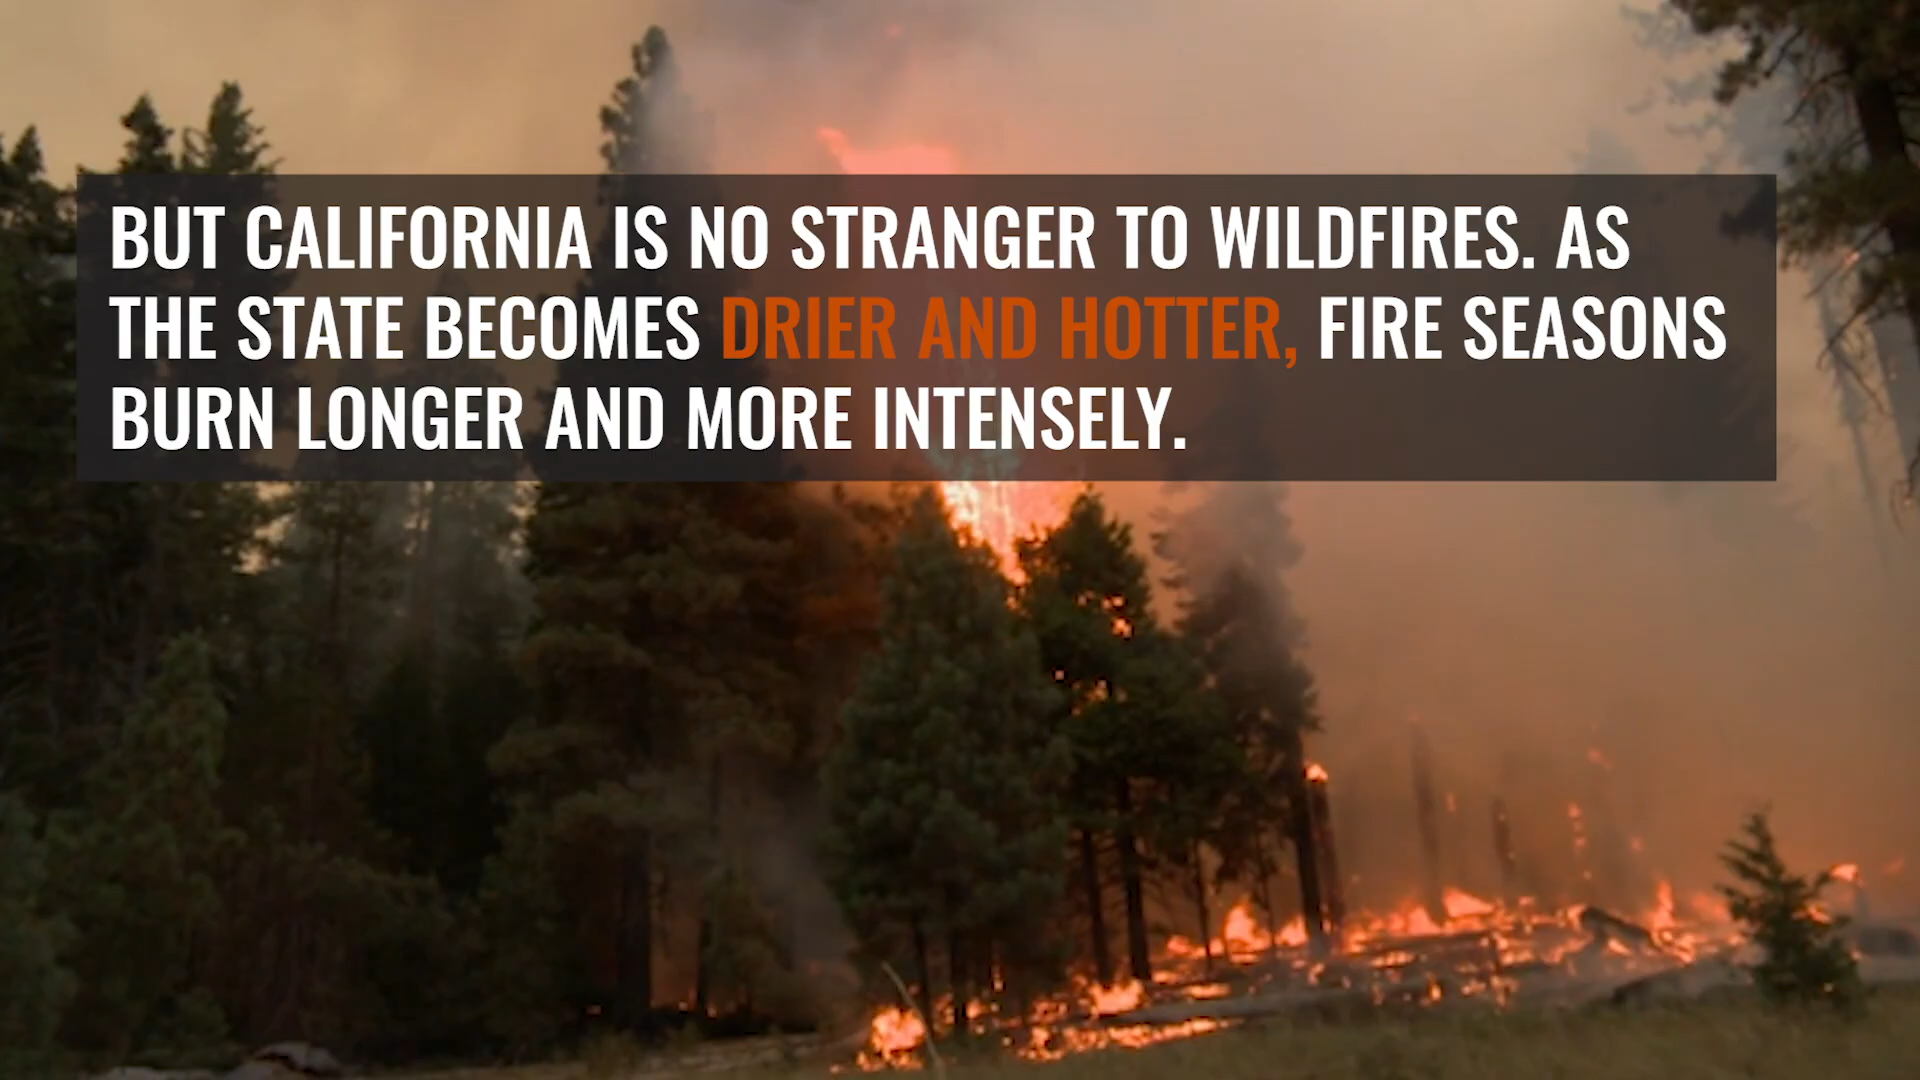 BUT CALIFORNIA IS NO STRANGER TO WILDFIRES. AS
THE STATE BECOMES DRIER AND HOTTER, FIRE SEASONS
BURN LONGER AND MORE INTENSELY.